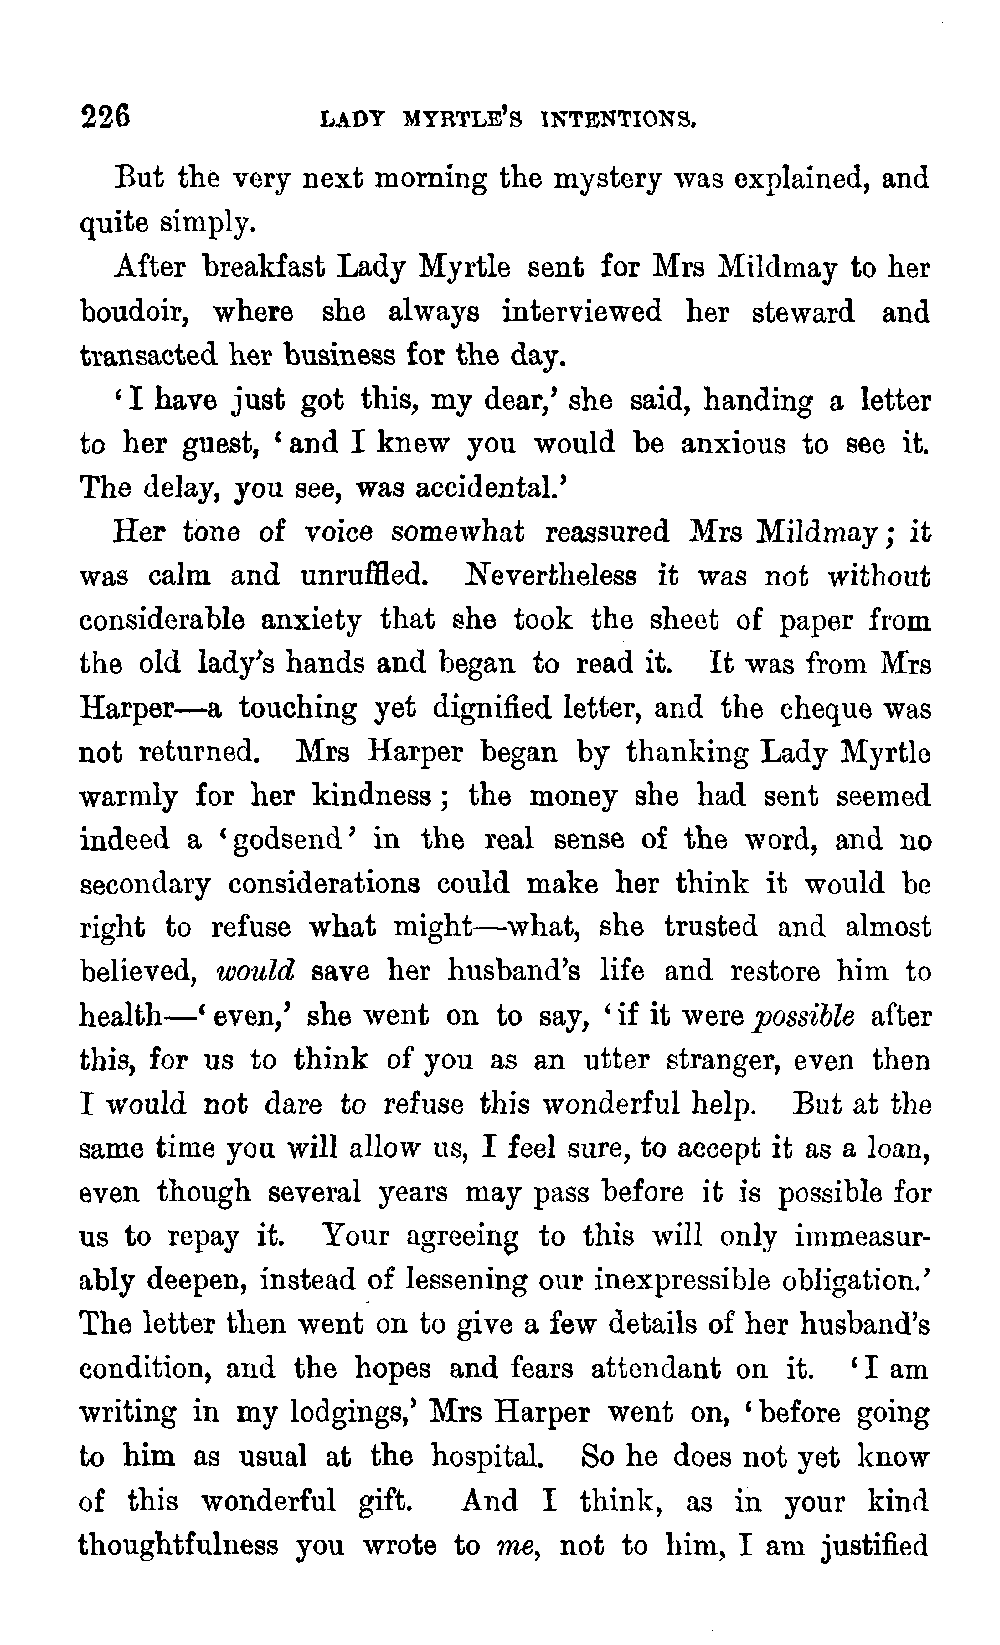 226 LADY MYRTLE'S INTENTIONS.
But the very next morning the mystery was explained, and
quite simply.
After breakfast Lady Myrtle sent for Mrs Mildmay to her
boudoir, where she always interviewed her steward and
transacted her business for the day.
‘I have just got this, my dear,’ she said, handing a letter
to her guest, ‘and I knew you would be anxious to see it.
The delay, you see, was accidental.’
Her tone of voice somewhat reassured Mrs Mildmay; it
was calm and unruffled. Nevertheless it was not without
considerable anxiety that she took the sheet of paper from
the old lady's hands and began to read it. It was from Mrs
Harper—a touching yet dignified letter, and the cheque was
not returned. Mrs Harper began by thanking Lady Myrtle
warmly for her kindness; the money she had sent seemed
indeed a ‘godsend’ in the real sense of the word, and no
secondary considerations could make her think it would be
right to refuse what might—what, she trusted and almost
believed, would save her husband's life and restore him to
health—‘even,’ she went on to say, ‘if it were possible after
this, for us to think of you as an utter stranger, even then
I would not dare to refuse this wonderful help. But at the
same time you will allow us, I feel sure, to accept it as a loan,
even though several years may pass before it is possible for
us to repay it. Your agreeing to this will only immeasur-
ably deepen, instead of lessening our inexpressible obligation.’
The letter then went on to give a few details of her husband's
condition, and the hopes and fears attendant on it. ‘I am
writing in my lodgings,’ Mrs Harper went on, ‘before going
to him as usual at the hospital. So he does not yet know
of this wonderful gift. And I think, as in your kind
thoughtfulness you wrote to me, not to him, I am justified